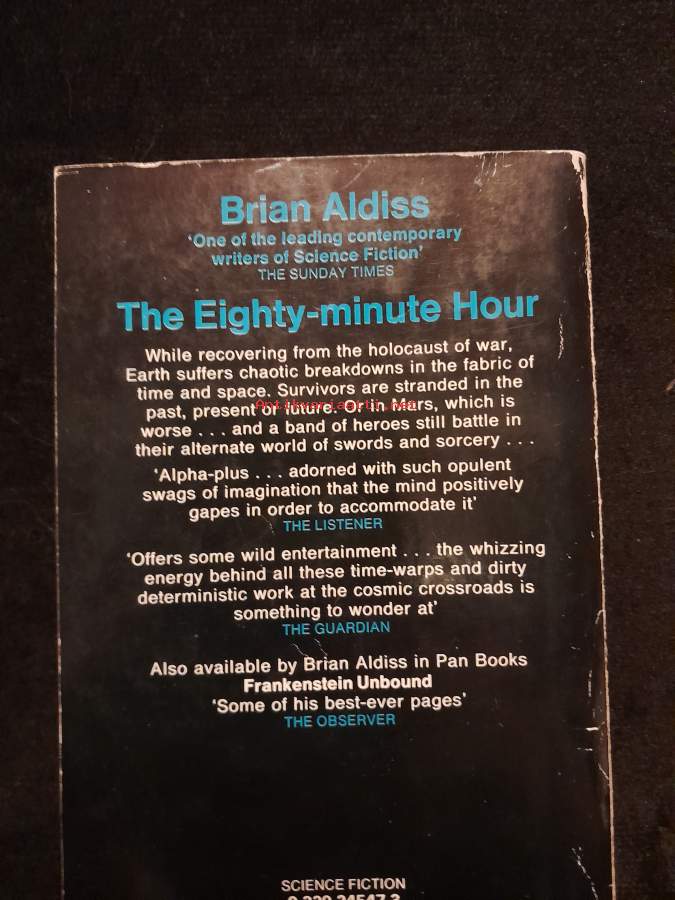 Brian Aldiss
'One of the leading contemporary
writers of Science Fiction'
THE SUNDAY TIMES
The Eighty-minute Hour
While recovering from the holocaust of war,
Earth suffers chaotic breakdowns in the fabric of
time and space. Survivors are stranded in the
past, present or future. Or in Mars, which is
Antikvariaatti.net
worse . . . and a band of heroes still battle in
their alternate world of swords and sorcery . . .
'Alpha-plus . . . adorned with such opulent
swags of imagination that the mind positively
gapes in order to accommodate it'
THE LISTENER
'Offers some wild entertainment . . . the whizzing
energy behind all these time-warps and dirty
deterministic work at the cosmic crossroads is
something to wonder at'
THE GUARDIAN
Also available by Brian Aldiss in Pan Books
Frankenstein Unbound
'Some of his best-ever pages'
THE OBSERVER
SCIENCE FICTION
0 330 24547 3